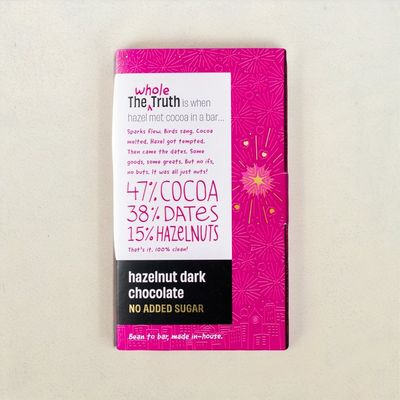 whole
The Truth is when
hazel met cocoa in a bar...
Sparks flew. Birds sang. Cocoa
melted. Hazel got tempted.
Then came the dates. Some
goods, some greats. But no ifs,
no buts. it was all just nuts!
47% COCOA
38% DATES
15% HAZELNUTS
That's it. 100% clean!
hazelnut dark
chocolate
NO ADDED SUGAR
Bean to bar, made in-house.